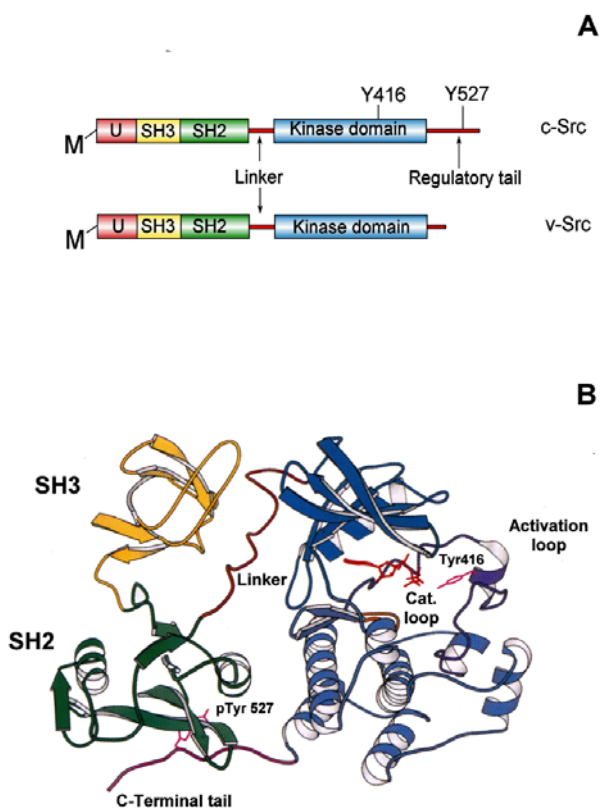 A
Y416 Y527
M U SH3 SH2 Kinase domain c-Src
Linker Regulatory tail
M U SH3 SH2 Kinase domain v-Src
B
SH3
Activation
loop
Tyr416
Linker
Cat.
loop
SH2
pTyr 527
C-Terminal tail